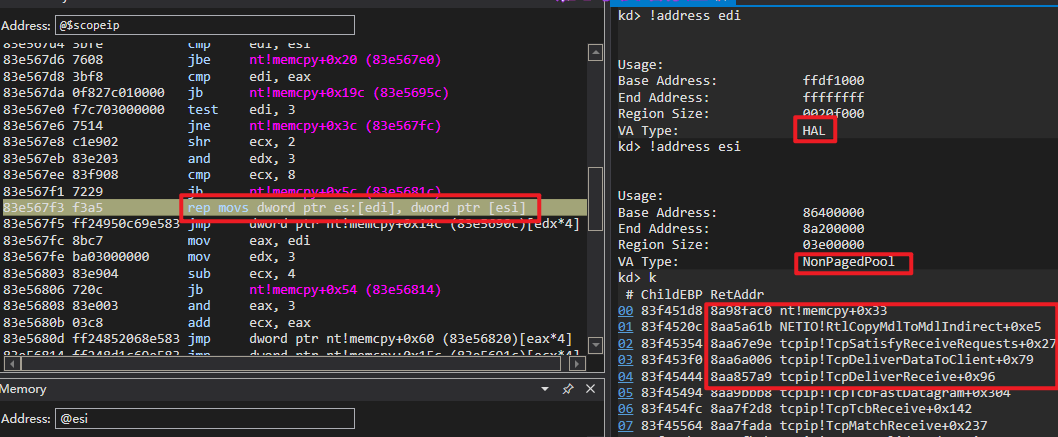 Address: @$scopeip
83e567d4 3bfe cmp edi, esi
83e567d6 7608 jbe nt!memcpy+0x20 (83e567e0)
83e567d8 3bf8 cmp edi, eax
83e567da 0f827c010000 jb nt!memcpy+0x19c (83e5695c)
83e567e0 f7c703000000 test edi, 3
83e567e6 7514 jne nt!memcpy+0x3c (83e567fc)
83e567e8 c1e902 shr ecx, 2
83e567eb 83e203 and edx, 3
83e567ee 83f908 cmp ecx, 8
83e567f1 7229 jb nt!memcpy+0x5c (83e5681c)
83e567f3 f3a5 rep movs dword ptr es:[edi], dword ptr [esi]
83e567f5 ff24950c69e583 jmp dword ptr nt!memcpy+0x14c (83e5690c)[edx*4]
83e567fc 8bc7 mov eax, edi
83e567fe ba03000000 mov edx, 3
83e56803 83e904 sub ecx, 4
83e56806 720c jb nt!memcpy+0x54 (83e56814)
83e56808 83e003 and eax, 3
83e5680b 03c8 add ecx, eax
83e5680d ff24852068e583 jmp dword ptr nt!memcpy+0x60 (83e56820)[eax*4]
Memory
Address: @esi
kd> !address edi
Usage:
Base Address: ffdf1000
End Address: ffffffff
Region Size: 0020f000
VA Type: HAL
kd> !address esi
Usage:
Base Address: 86400000
End Address: 8a200000
Region Size: 03e00000
VA Type: NonPagedPool
kd> k
# ChildEBP RetAddr
00 83f451d8 8a98fac0 nt!memcpy+0x33
01 83f4520c 8aa5a61b NETIO!RtlCopyMdlToMdlIndirect+0xe5
02 83f45354 8aa67e9e tcpip!TcpSatisfyReceiveRequests+0x27
03 83f453f0 8aa6a006 tcpip!TcpDeliverDataToClient+0x79
04 83f45444 8aa857a9 tcpip!TcpDeliverReceive+0x96
05 83f45494 8aa9bbb8 tcpip!TcpTcbFastDatagram+0x304
06 83f454fc 8aa7f2d8 tcpip!TcpTcbReceive+0x142
07 83f45564 8aa7fada tcpip!TcpMatchReceive+0x237